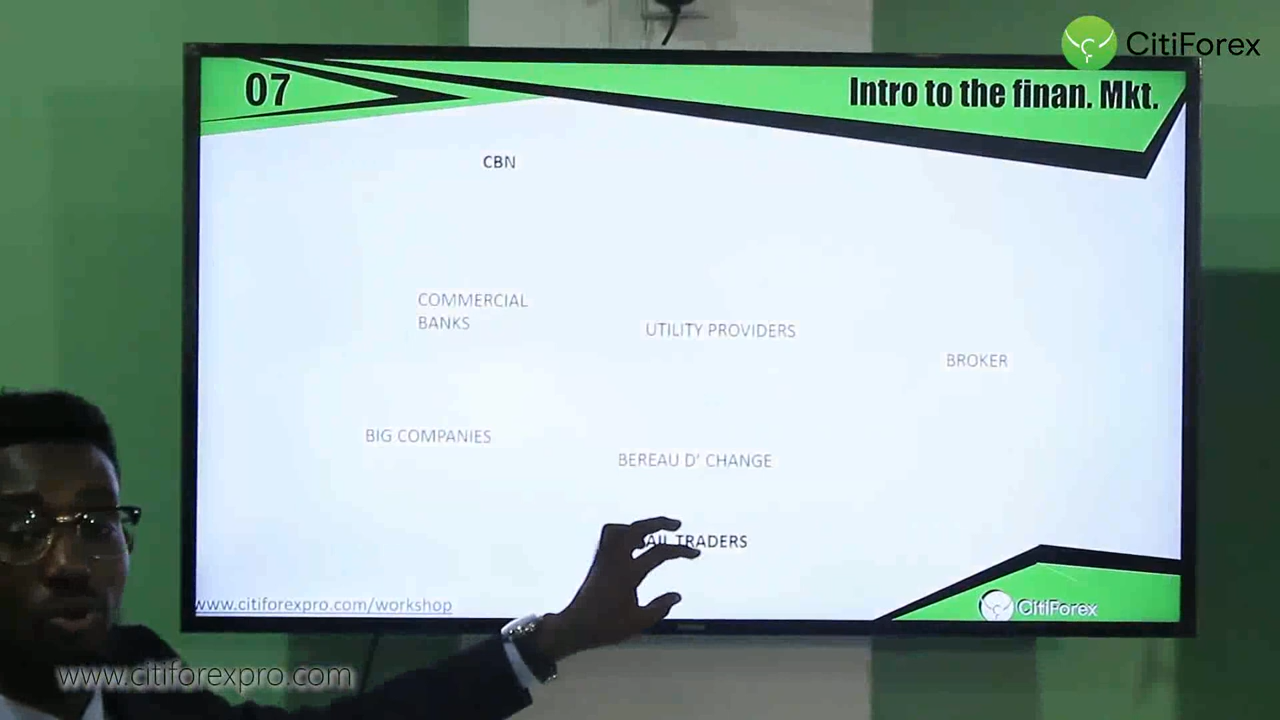 CitiForex
07
Intro to the finan. Mkt.
CBN
COMMERCIAL
BANKS
UTILITY PROVIDERS
BROKER
BIG COMPANIES
BEREAU D' CHANGE
TRADERS
www.citiforexpro.com/workshop
CitiForex
www.citiforexpro.com